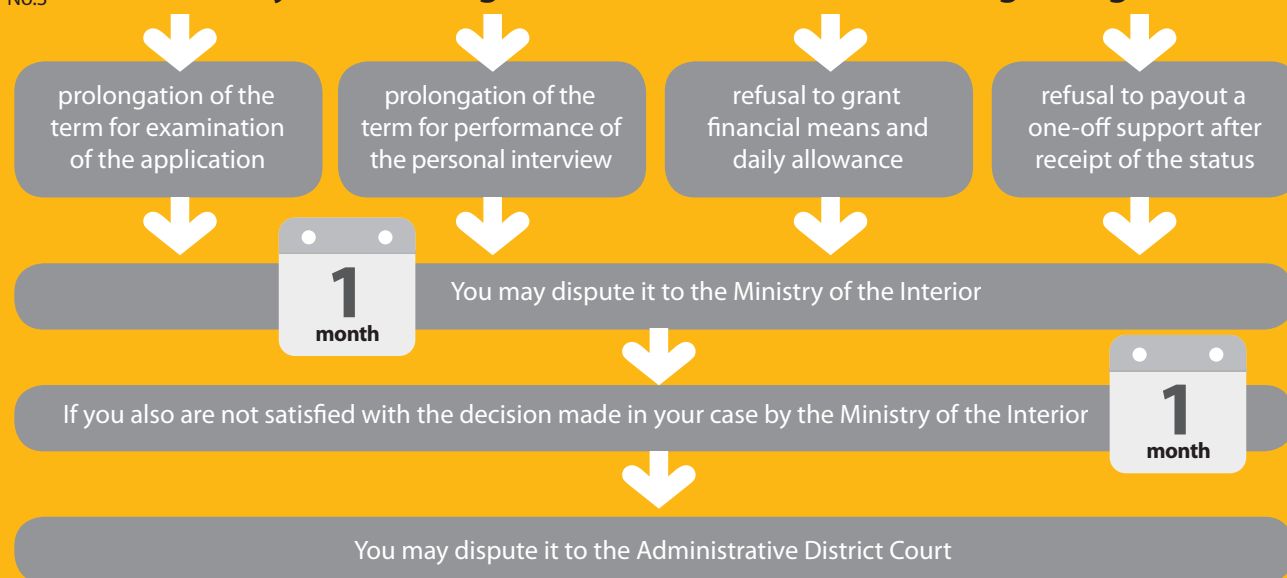 No.3
prolongation of the
term for examination
of the application
prolongation of the
term for performance of
the personal interview
refusal to grant
financial means and
daily allowance
refusal to payout a
one-off support after
receipt of the status
1
month
You may dispute it to the Ministry of the Interior
If you also are not satisfied with the decision made in your case by the Ministry of the Interior
1
month
You may dispute it to the Administrative District Court